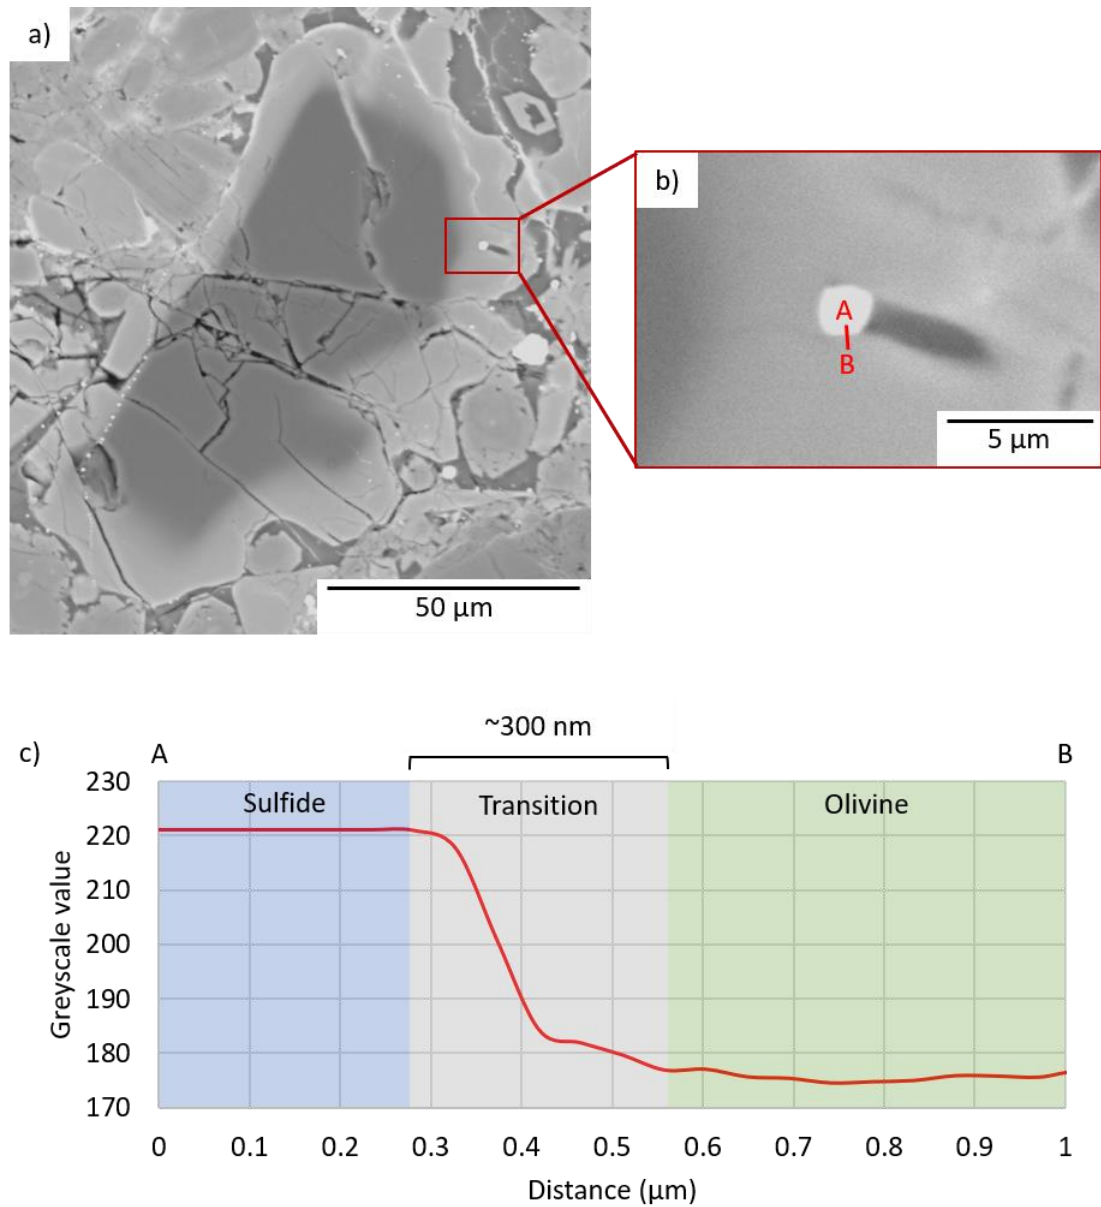 a)
50 µm
b)
A
B
5 µm
~300 nm
c)
A
B
Sulfide
Transition
Olivine
Greyscale value
230
220
210
200
190
180
170
0
0.1
0.2
0.3
0.4
0.5
0.6
0.7
0.8
0.9
1
Distance (µm)